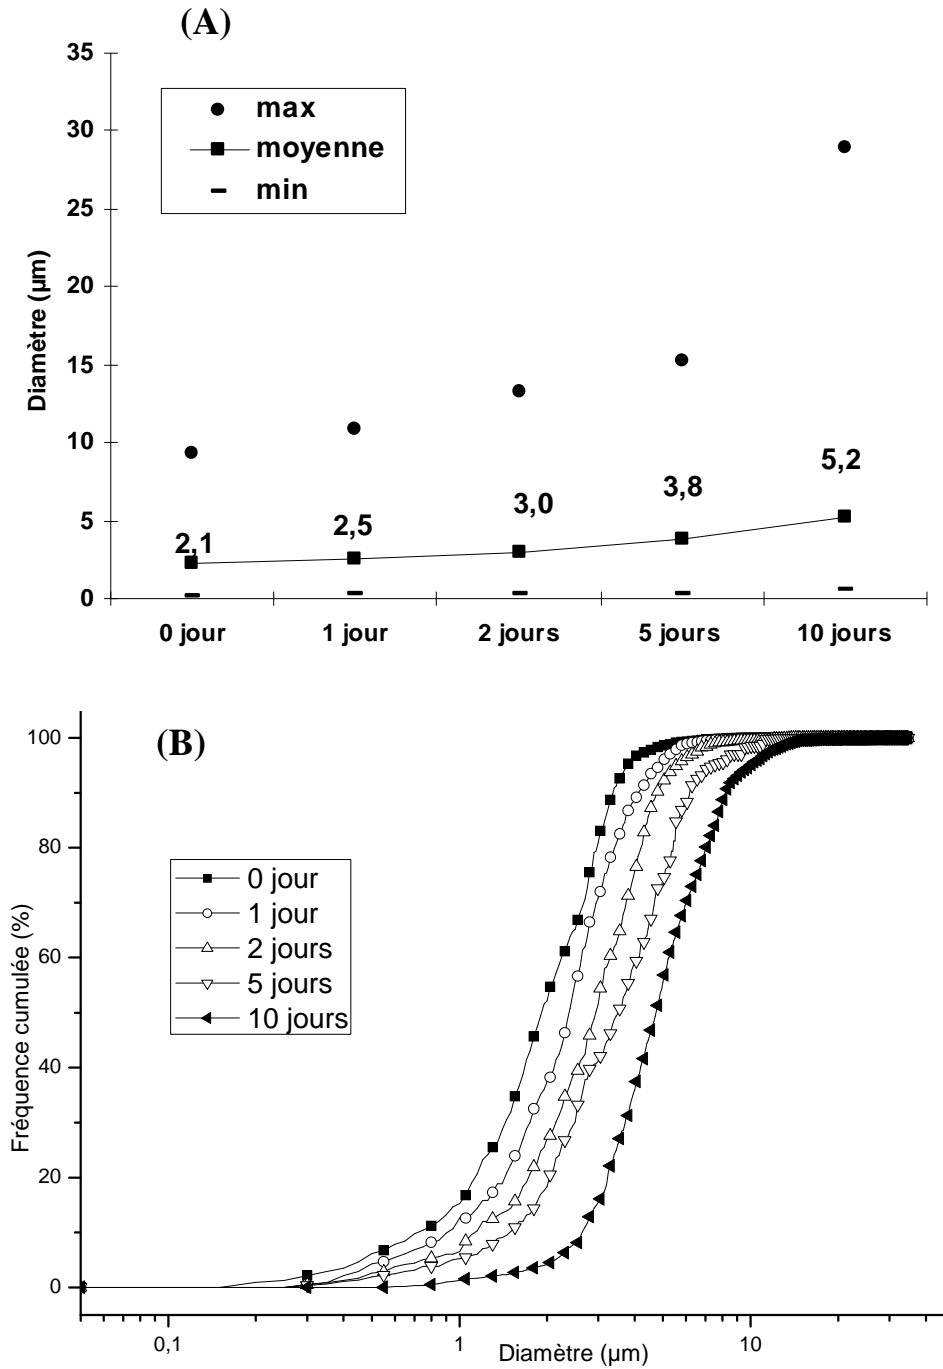 (A)
35
30
25
20
15
10
5
0
Diamètre (µm)
max
moyenne
min
2,1
2,5
3,0
3,8
5,2
0 jour
1 jour
2 jours
5 jours
10 jours
(B)
100
80
60
40
20
0
Fréquence cumulée (%)
0 jour
1 jour
2 jours
5 jours
10 jours
0,1
1
10
Diamètre (µm)